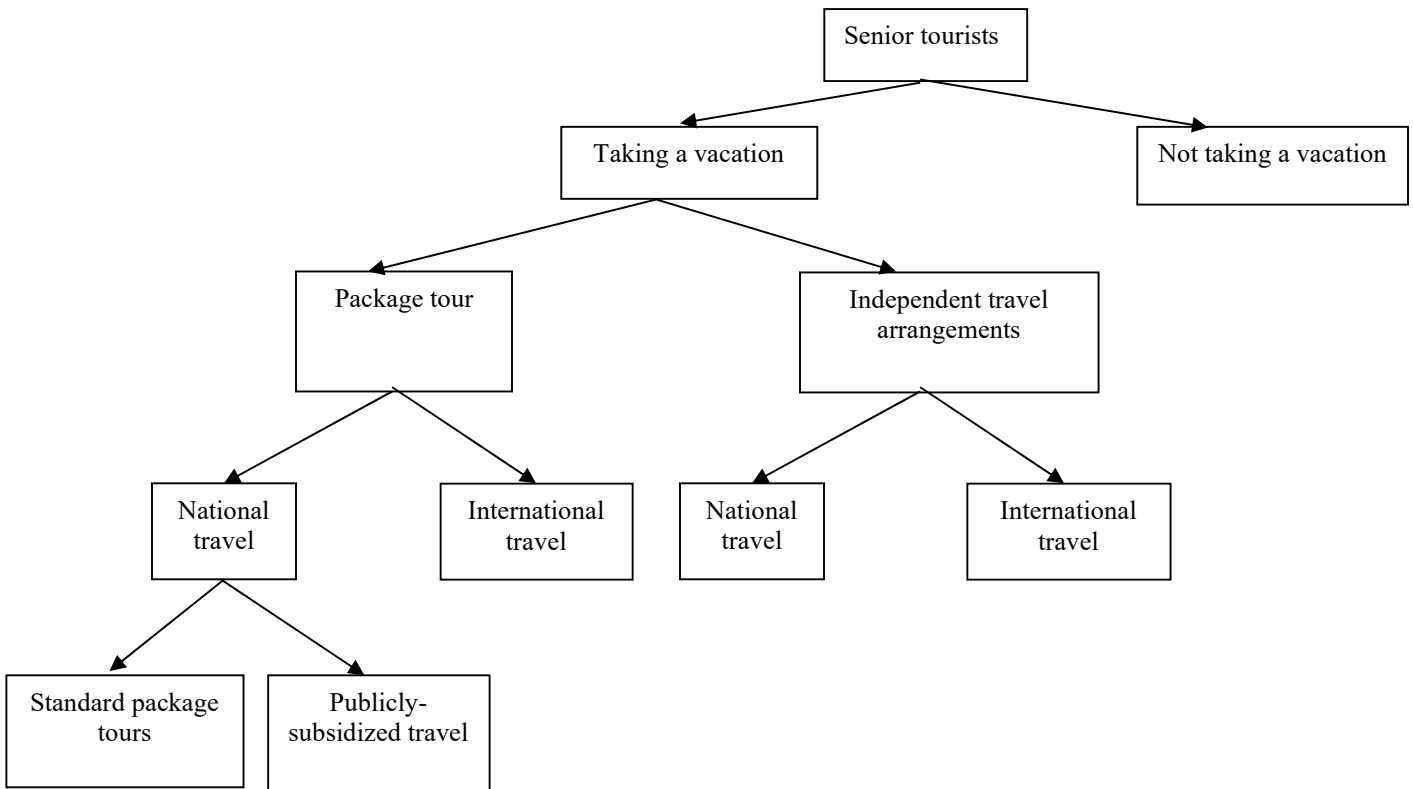 Senior tourists
Taking a vacation
Not taking a vacation
Package tour
Independent travel
arrangements
National
travel
International
travel
National
travel
International
travel
Standard package
tours
Publicly-
subsidized travel